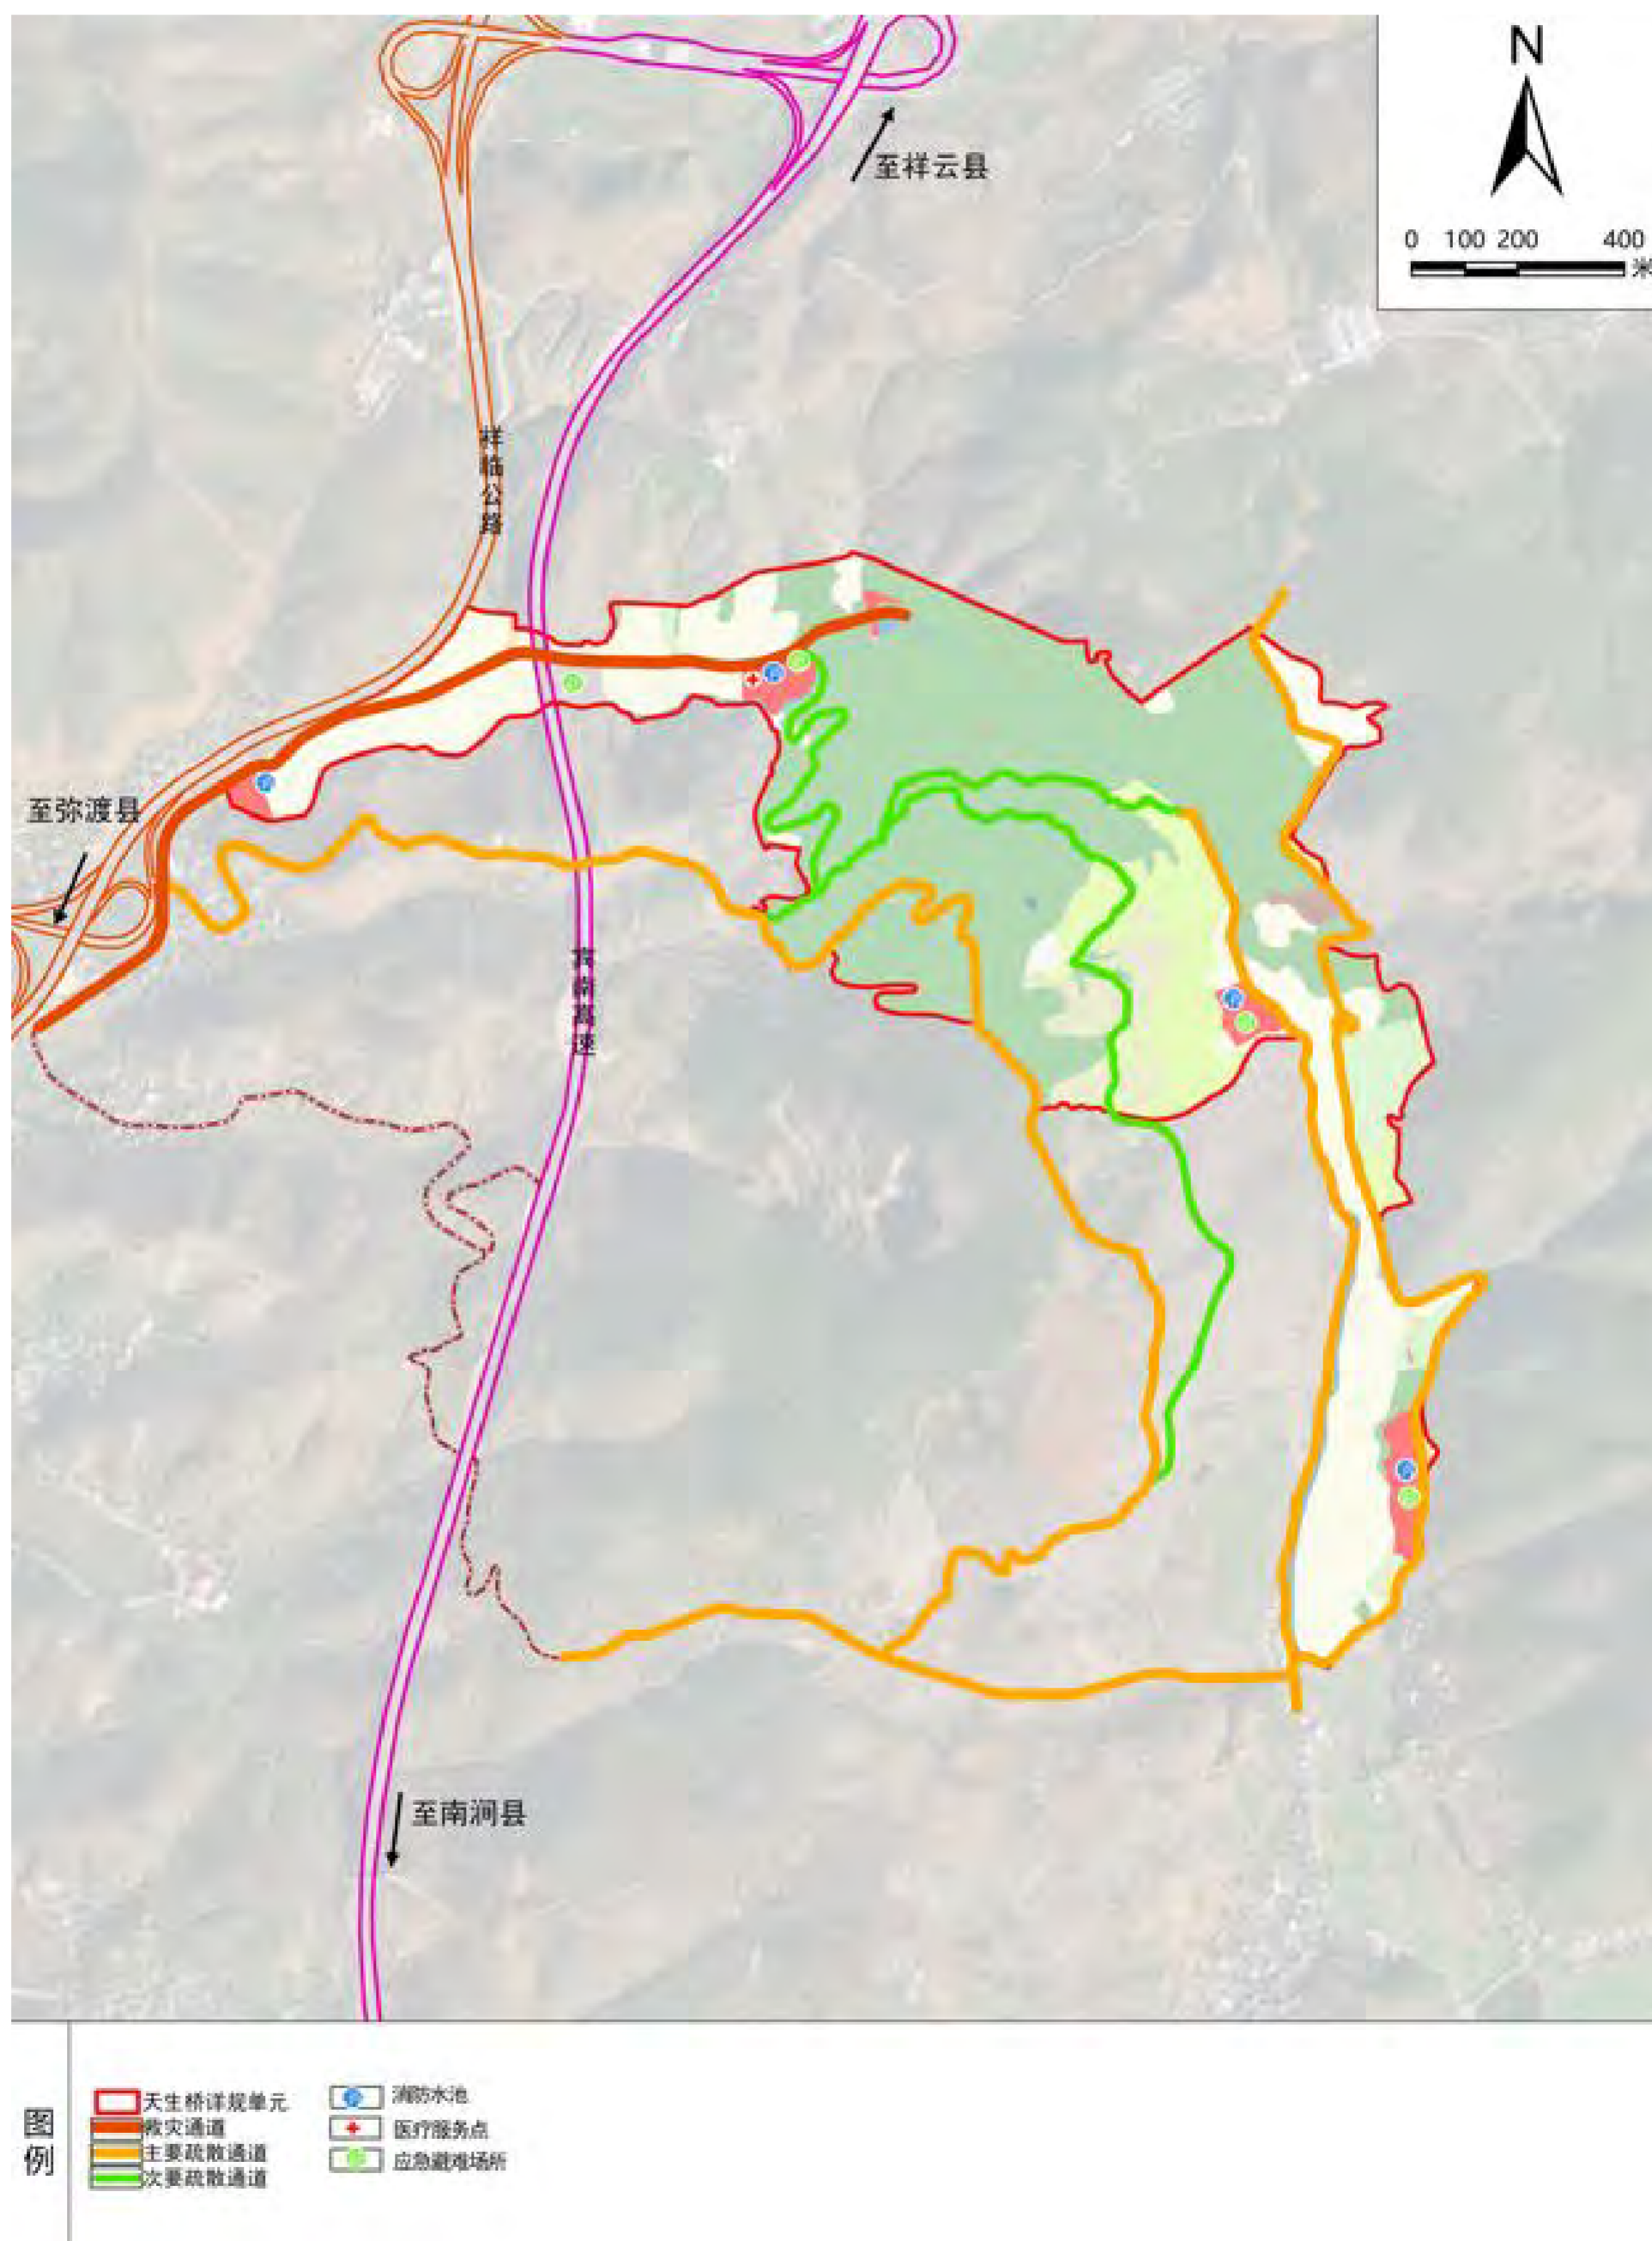 N
0 100 200 400
米
至祥云县
祥临公路
至弥渡县
宾南高速
至南涧县
图例
天生桥详规单元
救灾通道
主要疏散通道
次要疏散通道
消防水池
医疗服务点
应急避难场所